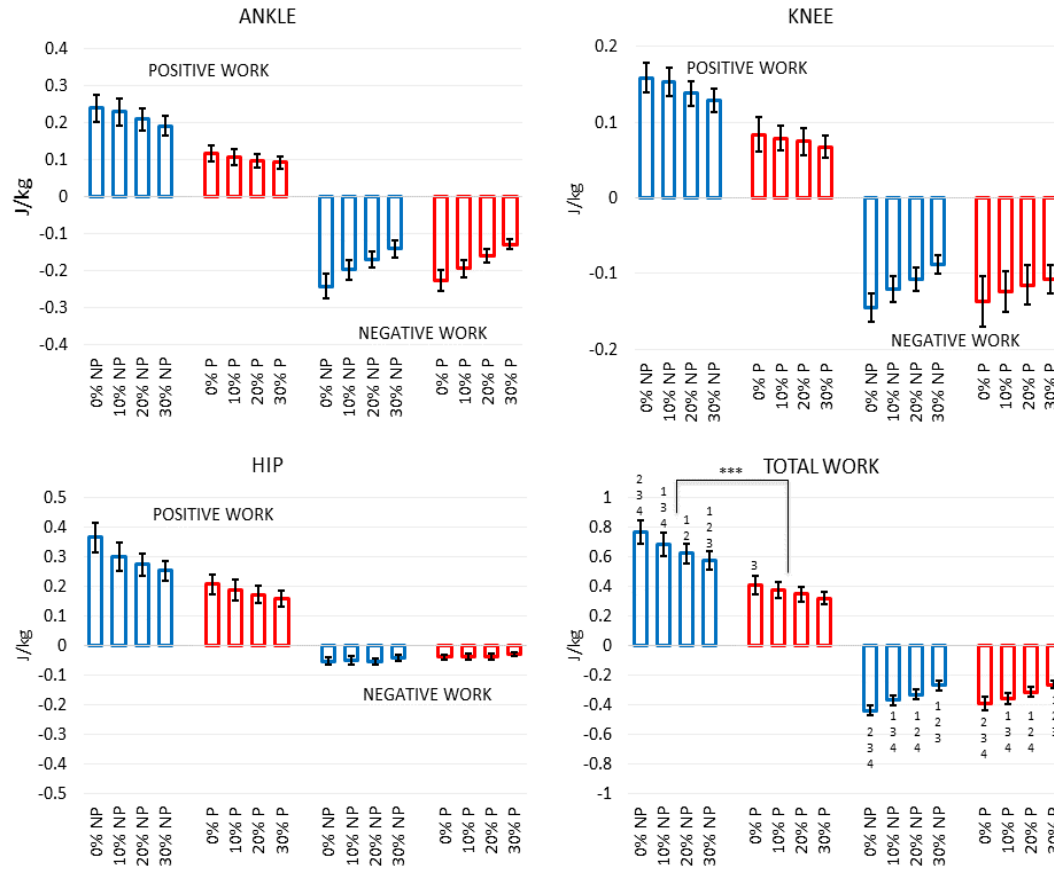 ANKLE
0.4
POSITIVE WORK
0.3
0.2
0.1
0
J/kg
-0.1
-0.2
-0.3
NEGATIVE WORK
-0.4
0% NP
10% NP
20% NP
30% NP
0% P
10% P
20% P
30% P
0% NP
10% NP
20% NP
30% NP
0% P
10% P
20% P
30% P
KNEE
0.2
POSITIVE WORK
0.1
0
J/kg
-0.1
NEGATIVE WORK
-0.2
0% NP
10% NP
20% NP
30% NP
0% P
10% P
20% P
30% P
0% NP
10% NP
20% NP
30% NP
0% P
10% P
20% P
30% P
HIP
0.5
POSITIVE WORK
0.4
0.3
0.2
0.1
0
J/kg
-0.1
NEGATIVE WORK
-0.2
-0.3
-0.4
-0.5
0% NP
10% NP
20% NP
30% NP
0% P
10% P
20% P
30% P
0% NP
10% NP
20% NP
30% NP
0% P
10% P
20% P
30% P
TOTAL WORK
***
2
3
4
1
3
4
1
2
1
2
3
3
1
0.8
0.6
0.4
0.2
0
J/kg
-0.2
-0.4
-0.6
-0.8
-1
2
3
4
1
3
4
1
2
4
1
2
3
2
3
4
1
3
4
1
2
4
1
2
3
0% NP
10% NP
20% NP
30% NP
0% P
10% P
20% P
30% P
0% NP
10% NP
20% NP
30% NP
0% P
10% P
20% P
30% P